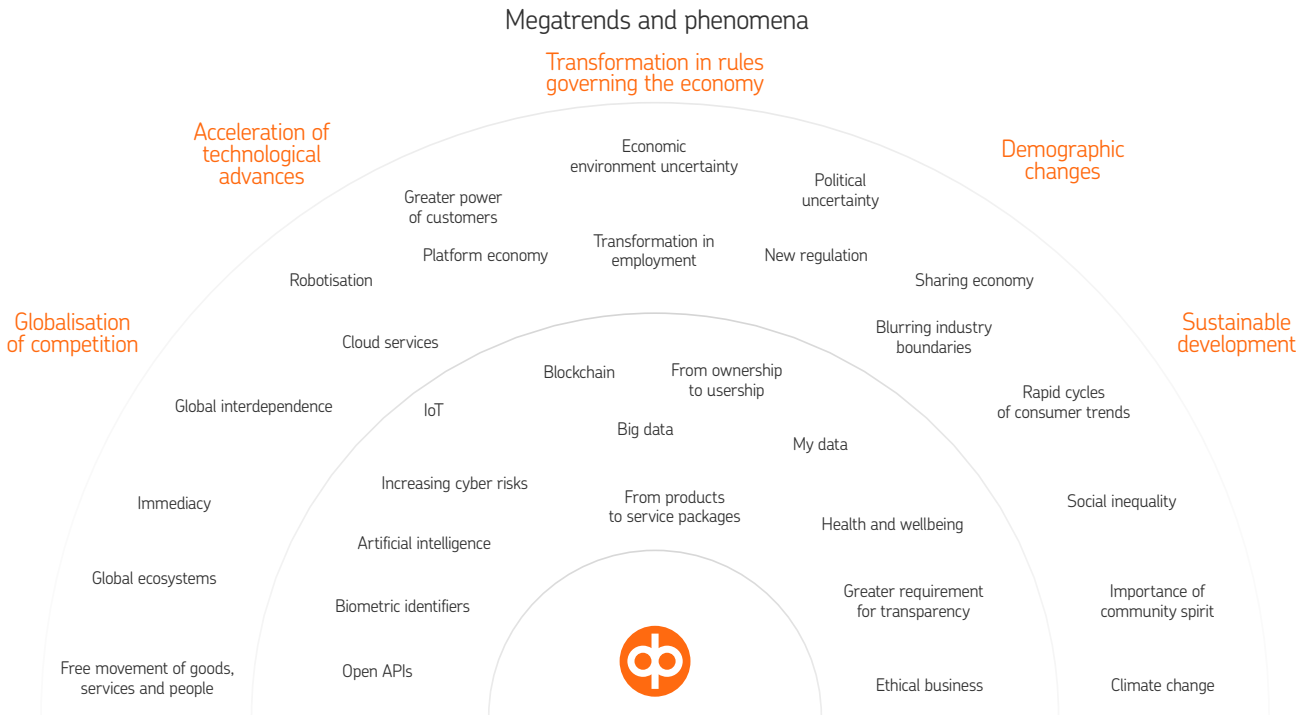 Megatrends and phenomena
Transformation in rules
governing the economy
Acceleration of
technological
advances
Demographic
changes
Globalisation
of competition
Sustainable
development
Economic
environment uncertainty
Political
uncertainty
Greater power
of customers
Platform economy
Transformation in
employment
New regulation
Robotisation
Sharing economy
Cloud services
Blurring industry
boundaries
Global interdependence
Rapid cycles
of consumer trends
Immediacy
Social inequality
Global ecosystems
Importance of
community spirit
Free movement of goods,
services and people
Climate change
Blockchain
From ownership
to usership
IoT
Big data
My data
Increasing cyber risks
From products
to service packages
Health and wellbeing
Artificial intelligence
Biometric identifiers
Greater requirement
for transparency
Open APIs
Ethical business
op